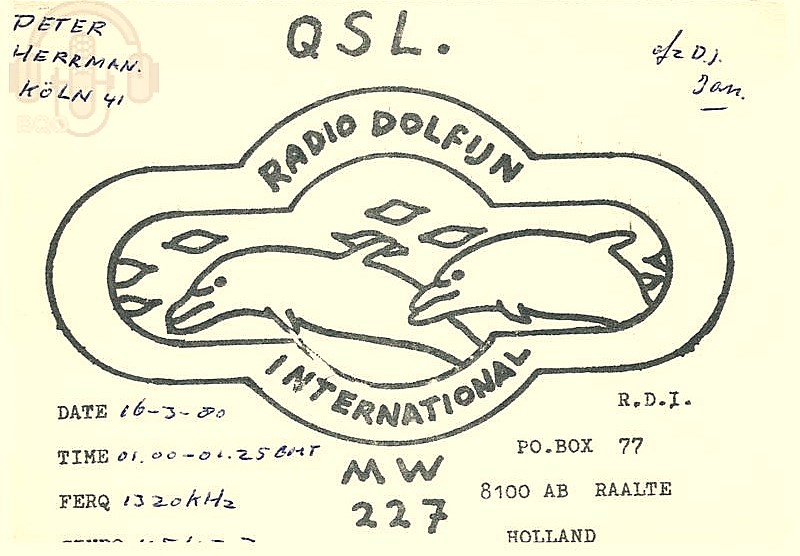 PETER
HERRMAN.
KÖLN 41
QSL.
o/z D.J.
Jan.
RADIO DOLFIJN
INTERNATIONAL
DATE 16-3-80
TIME 01.00-01.25 GMT
FERQ 1320 KHz
MW
227
R.D.I.
PO.BOX 77
8100 AB RAALTE
HOLLAND